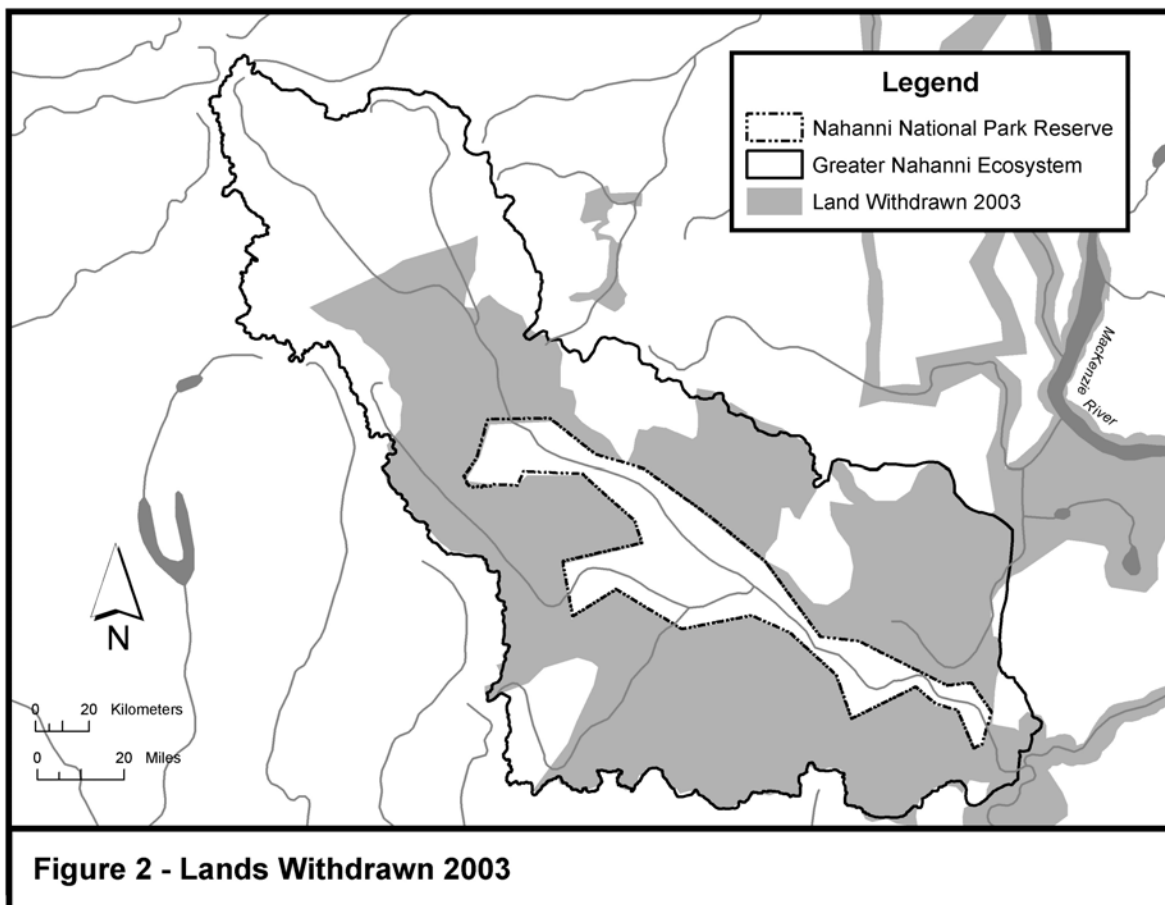 Legend
Nahanni National Park Reserve
Greater Nahanni Ecosystem
Land Withdrawn 2003
MacKenzie
River
N
0 20 Kilometers
0 20 Miles
Figure 2 - Lands Withdrawn 2003